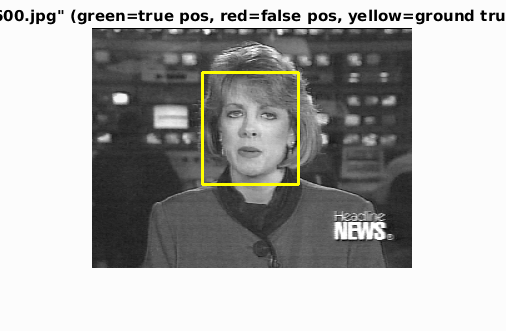 600.jpg" (green=true pos, red=false pos, yellow=ground tru
Headline
NEWS®